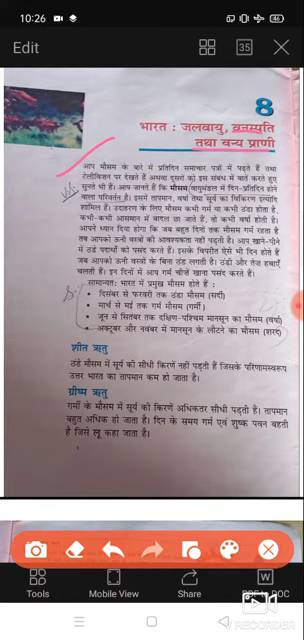 10:26
46
Edit
35
8
भारत : जलवायु, वनस्पति
तथा वन्य प्राणी
आप मौसम के बारे में प्रतिदिन समाचार पत्रों में पढ़ते हैं तथा
टेलीविज़न पर देखते हैं अथवा दूसरों को इस संबंध में बातें करते हुए
सुनते भी हैं। आप जानते हैं कि मौसम (वायुमंडल में दिन-प्रतिदिन होने
वाला परिवर्तन है। इसमें तापमान, वर्षा तथा सूर्य का विकिरण इत्यादि
शामिल हैं। उदाहरण के लिए मौसम कभी गर्म या कभी ठंडा होता है,
कभी-कभी आसमान में बादल छा जाते हैं, तो कभी वर्षा होती है।
आपने ध्यान दिया होगा कि जब बहुत दिनों तक मौसम गर्म रहता है
तब आपको ऊनी वस्त्रों की आवश्यकता नहीं पड़ती है। आप खाने-पीने
में ठंडे पदार्थों को पसंद करते हैं। इसके विपरीत ऐसे भी दिन होते हैं
जब आपको ऊनी वस्त्रों के बिना ठंड लगती है। ठंडी और तेज हवाएँ
चलती हैं। इन दिनों में आप गर्म चीजें खाना पसंद करते हैं।
सामान्यतः भारत में प्रमुख मौसम होते हैं :
• दिसंबर से फरवरी तक ठंडा मौसम (सर्दी)
• मार्च से मई तक गर्म मौसम (गर्मी)
• जून से सितंबर तक दक्षिण-पश्चिम मानसून का मौसम (वर्षा)
• अक्टूबर और नवंबर में मानसून के लौटने का मौसम (शरद)
शीत ऋतु
ठंडे मौसम में सूर्य की सीधी किरणें नहीं पड़ती हैं जिसके परिणामस्वरूप
उत्तर भारत का तापमान कम हो जाता है।
ग्रीष्म ऋतु
गर्मी के मौसम में सूर्य की किरणें अधिकतर सीधी पड़ती हैं। तापमान
बहुत अधिक हो जाता है। दिन के समय गर्म एवं शुष्क पवन बहती
है जिसे लू कहा जाता है।
Tools
Mobile View
Share
PDF to DOC